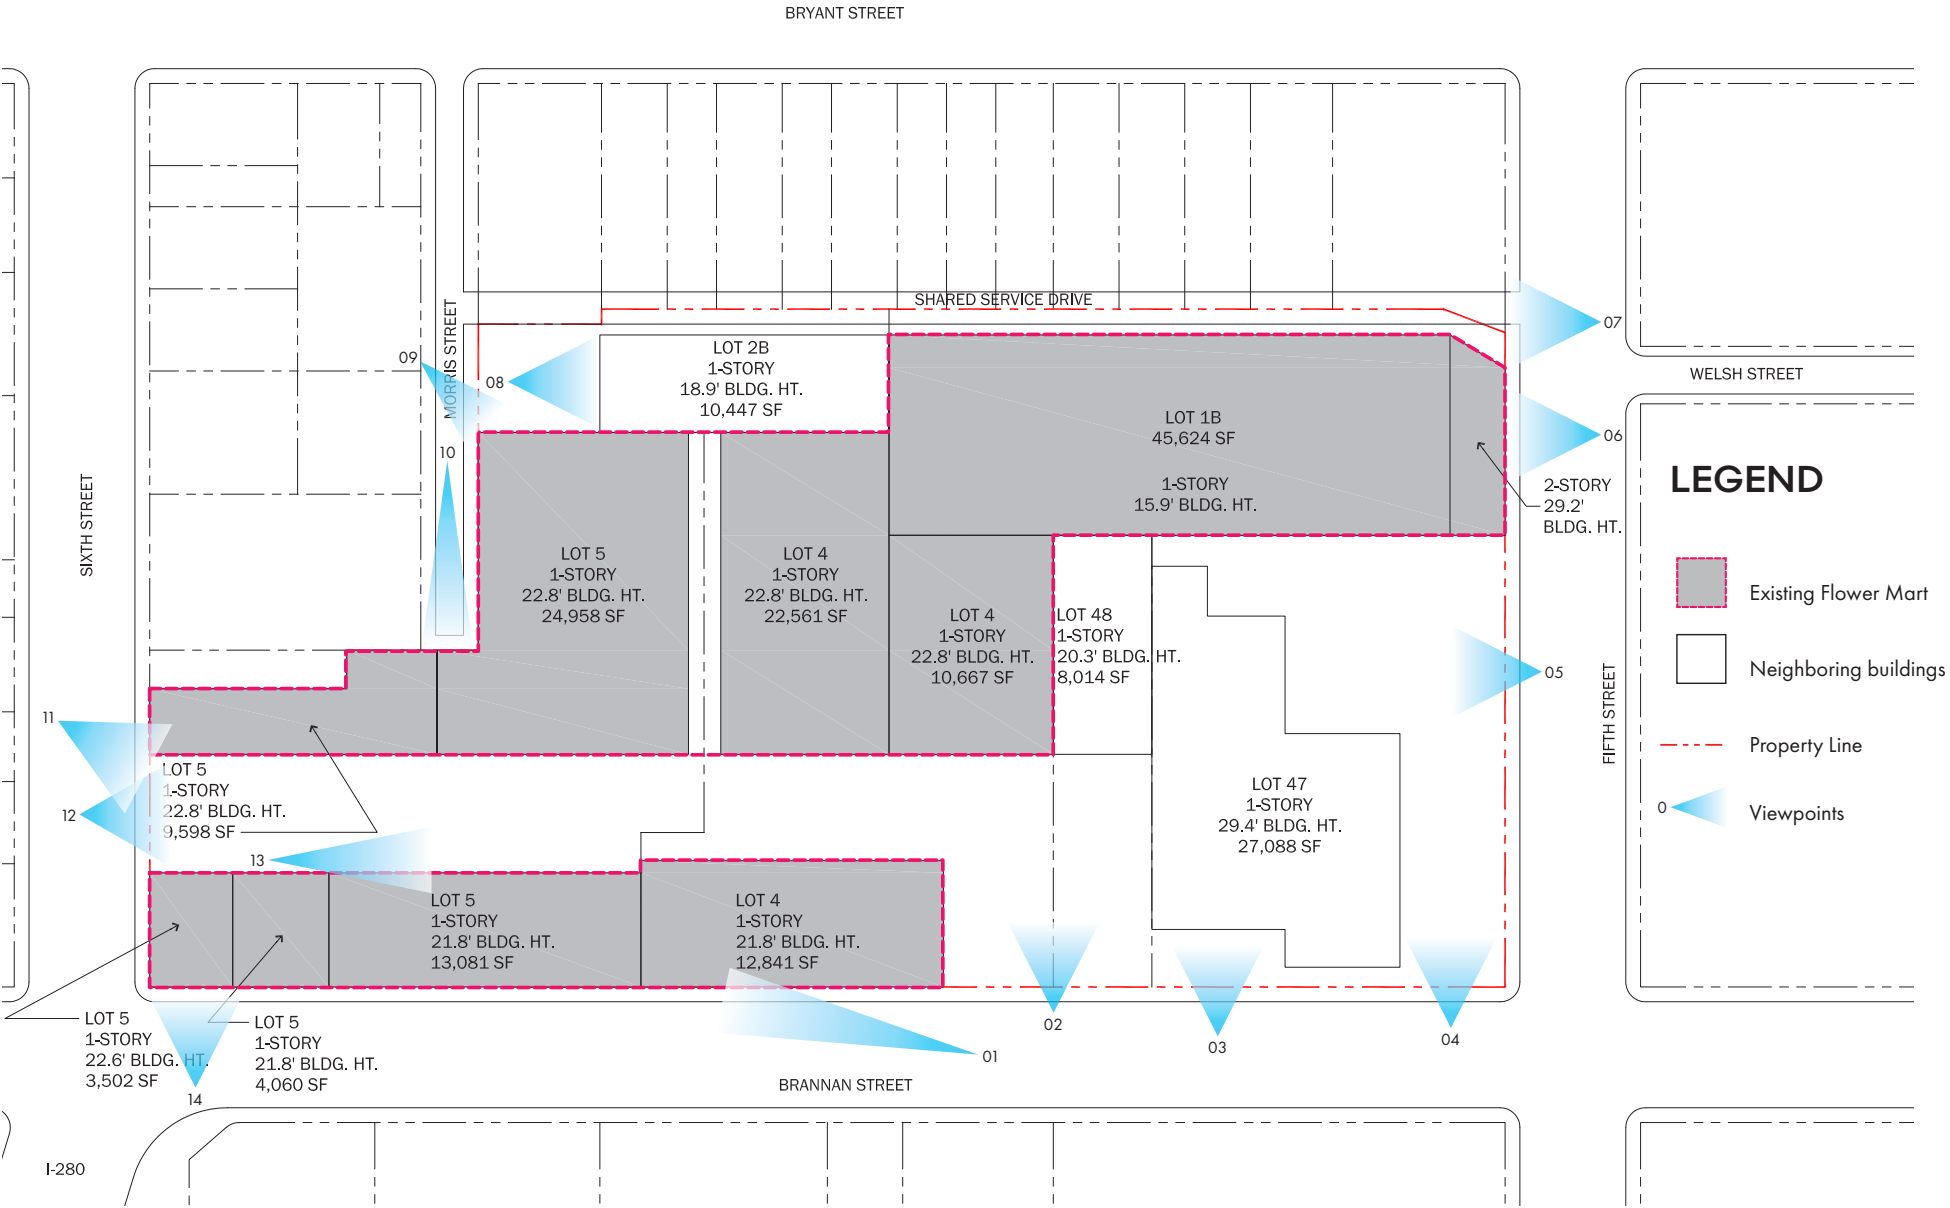 BRYANT STREET
SHARED SERVICE DRIVE
07
MORRIS STREET
09
08
LOT 2B
1-STORY
18.9' BLDG. HT.
10,447 SF
WELSH STREET
LOT 1B
45,624 SF
1-STORY
15.9' BLDG. HT.
06
10
2-STORY
29.2'
BLDG. HT.
LEGEND
Existing Flower Mart
Neighboring buildings
Property Line
0
Viewpoints
SIXTH STREET
LOT 5
1-STORY
22.8' BLDG. HT.
24,958 SF
LOT 4
1-STORY
22.8' BLDG. HT.
22,561 SF
LOT 4
1-STORY
22.8' BLDG. HT.
10,667 SF
LOT 48
1-STORY
20.3' BLDG. HT.
8,014 SF
05
FIFTH STREET
11
LOT 5
1-STORY
22.8' BLDG. HT.
9,598 SF
12
13
LOT 47
1-STORY
29.4' BLDG. HT.
27,088 SF
LOT 5
1-STORY
21.8' BLDG. HT.
13,081 SF
LOT 4
1-STORY
21.8' BLDG. HT.
12,841 SF
LOT 5
1-STORY
22.6' BLDG. HT.
3,502 SF
LOT 5
1-STORY
21.8' BLDG. HT.
4,060 SF
14
01
02
03
04
BRANNAN STREET
I-280